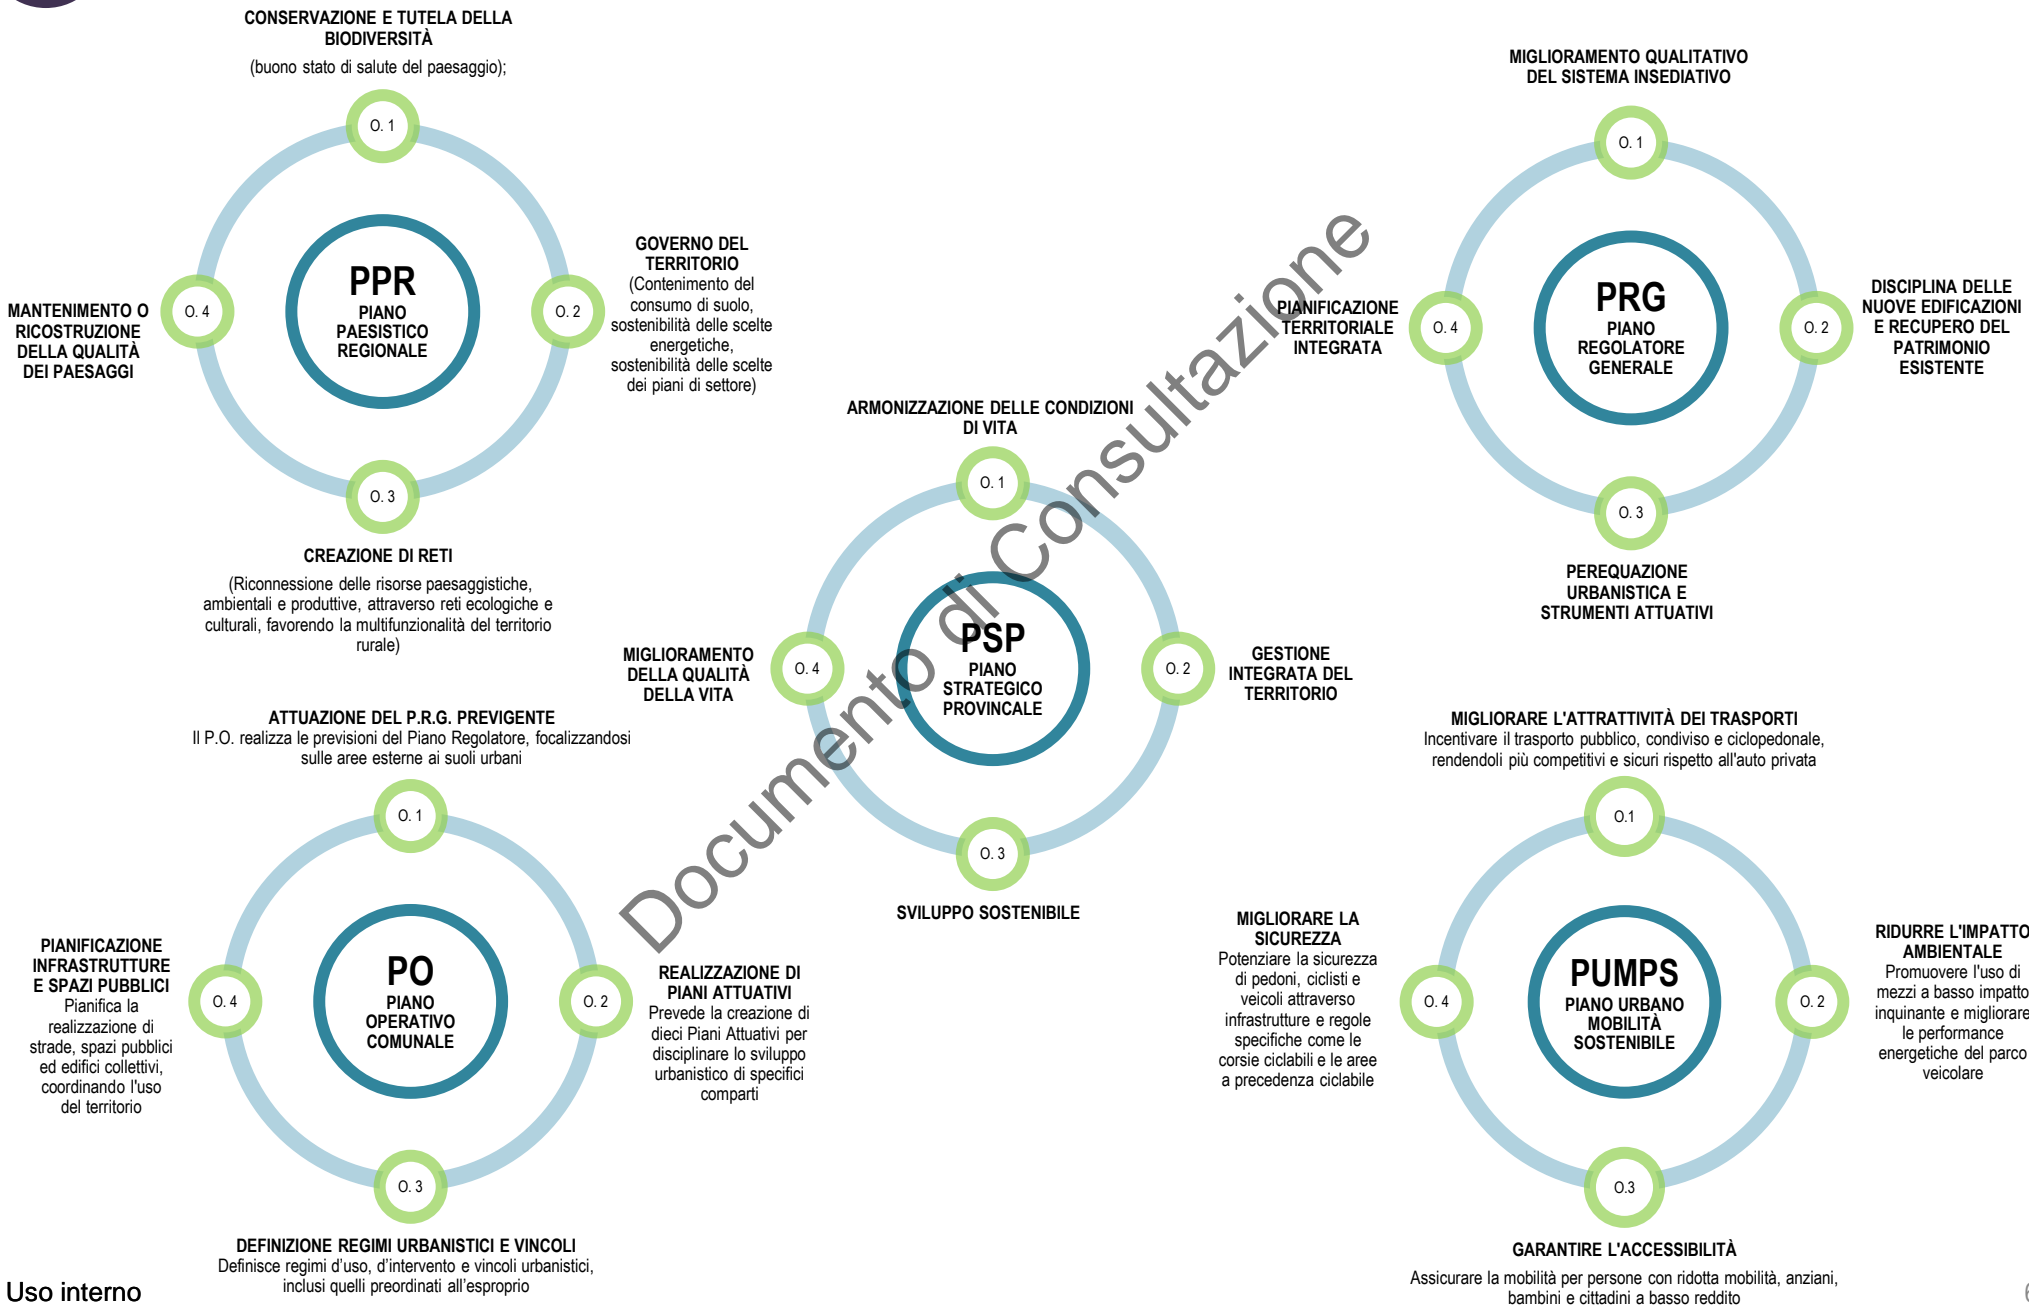 CONSERVAZIONE E TUTELA DELLA
BIODIVERSITÀ
(buono stato di salute del paesaggio);
O. 1
GOVERNO DEL
TERRITORIO
(Contenimento del
consumo di suolo,
sostenibilità delle scelte
energetiche,
sostenibilità delle scelte
dei piani di settore)
O. 2
PPR
PIANO
PAESISTICO
REGIONALE
MANTENIMENTO O
RICOSTRUZIONE
DELLA QUALITÀ
DEI PAESAGGI
O. 4
O. 3
CREAZIONE DI RETI
(Riconnessione delle risorse paesaggistiche,
ambientali e produttive, attraverso reti ecologiche e
culturali, favorendo la multifunzionalità del territorio
rurale)
MIGLIORAMENTO QUALITATIVO
DEL SISTEMA INSEDIATIVO
O. 1
PIANIFICAZIONE
TERRITORIALE
INTEGRATA
O. 4
PRG
PIANO
REGOLATORE
GENERALE
O. 2
DISCIPLINA DELLE
NUOVE EDIFICAZIONI
E RECUPERO DEL
PATRIMONIO
ESISTENTE
O. 3
PEREQUAZIONE
URBANISTICA E
STRUMENTI ATTUATIVI
ARMONIZZAZIONE DELLE CONDIZIONI
DI VITA
O. 1
MIGLIORAMENTO
DELLA QUALITÀ
DELLA VITA
O. 4
PSP
PIANO
STRATEGICO
PROVINCALE
O. 2
GESTIONE
INTEGRATA DEL
TERRITORIO
O. 3
SVILUPPO SOSTENIBILE
Documento di Consultazione
ATTUAZIONE DEL P.R.G. PREVIGENTE
Il P.O. realizza le previsioni del Piano Regolatore, focalizzandosi
sulle aree esterne ai suoli urbani
O. 1
PIANIFICAZIONE
INFRASTRUTTURE
E SPAZI PUBBLICI
Pianifica la
realizzazione di
strade, spazi pubblici
ed edifici collettivi,
coordinando l'uso
del territorio
O. 4
PO
PIANO
OPERATIVO
COMUNALE
O. 2
REALIZZAZIONE DI
PIANI ATTUATIVI
Prevede la creazione di
dieci Piani Attuativi per
disciplinare lo sviluppo
urbanistico di specifici
comparti
O. 3
DEFINIZIONE REGIMI URBANISTICI E VINCOLI
Definisce regimi d'uso, d'intervento e vincoli urbanistici,
inclusi quelli preordinati all'esproprio
MIGLIORARE L'ATTRATTIVITÀ DEI TRASPORTI
Incentivare il trasporto pubblico, condiviso e ciclopedonale,
rendendoli più competitivi e sicuri rispetto all'auto privata
O.1
MIGLIORARE LA
SICUREZZA
Potenziare la sicurezza
di pedoni, ciclisti e
veicoli attraverso
infrastrutture e regole
specifiche come le
corsie ciclabili e le aree
a precedenza ciclabile
O. 4
PUMPS
PIANO URBANO
MOBILITÀ
SOSTENIBILE
O. 2
RIDURRE L'IMPATTO
AMBIENTALE
Promuovere l'uso di
mezzi a basso impatto
inquinante e migliorare
le performance
energetiche del parco
veicolare
O.3
GARANTIRE L'ACCESSIBILITÀ
Assicurare la mobilità per persone con ridotta mobilità, anziani,
bambini e cittadini a basso reddito
Uso interno